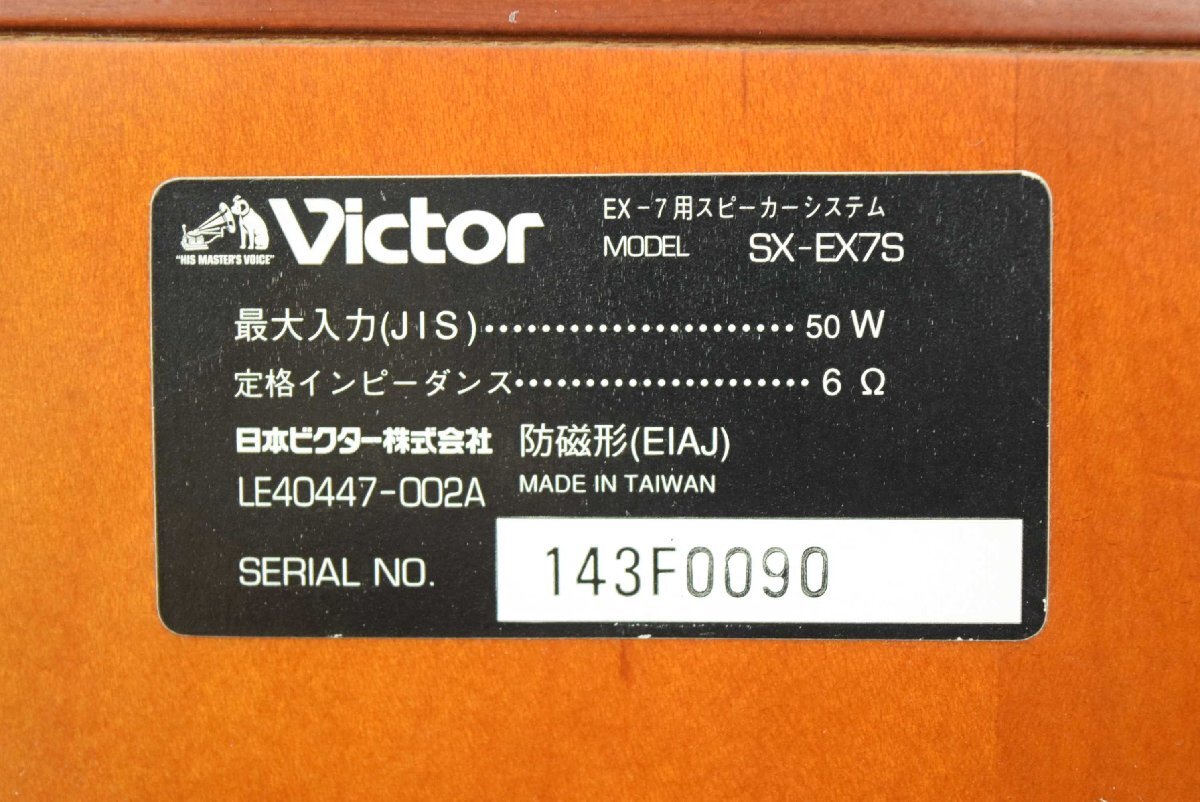 "HIS MASTER'S VOICE"
Victor
EX-7用スピーカーシステム
MODEL SX-EX7S
最大入力(JIS)······················ 50 W
定格インピーダンス····················· 6 Ω
日本ビクター株式会社 防磁形(EIAJ)
LE40447-002A MADE IN TAIWAN
SERIAL NO. 143F0090